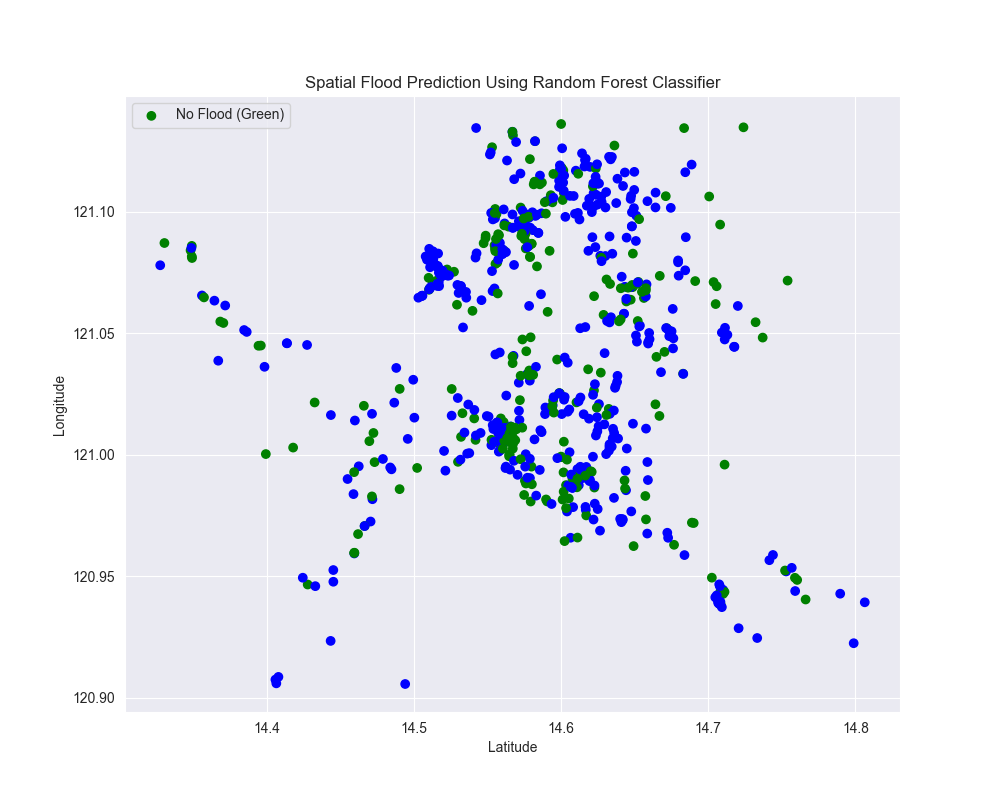 Spatial Flood Prediction Using Random Forest Classifier
No Flood (Green)
121.10
121.05
121.00
120.95
120.90
Longitude
14.4 14.5 14.6 14.7 14.8
Latitude